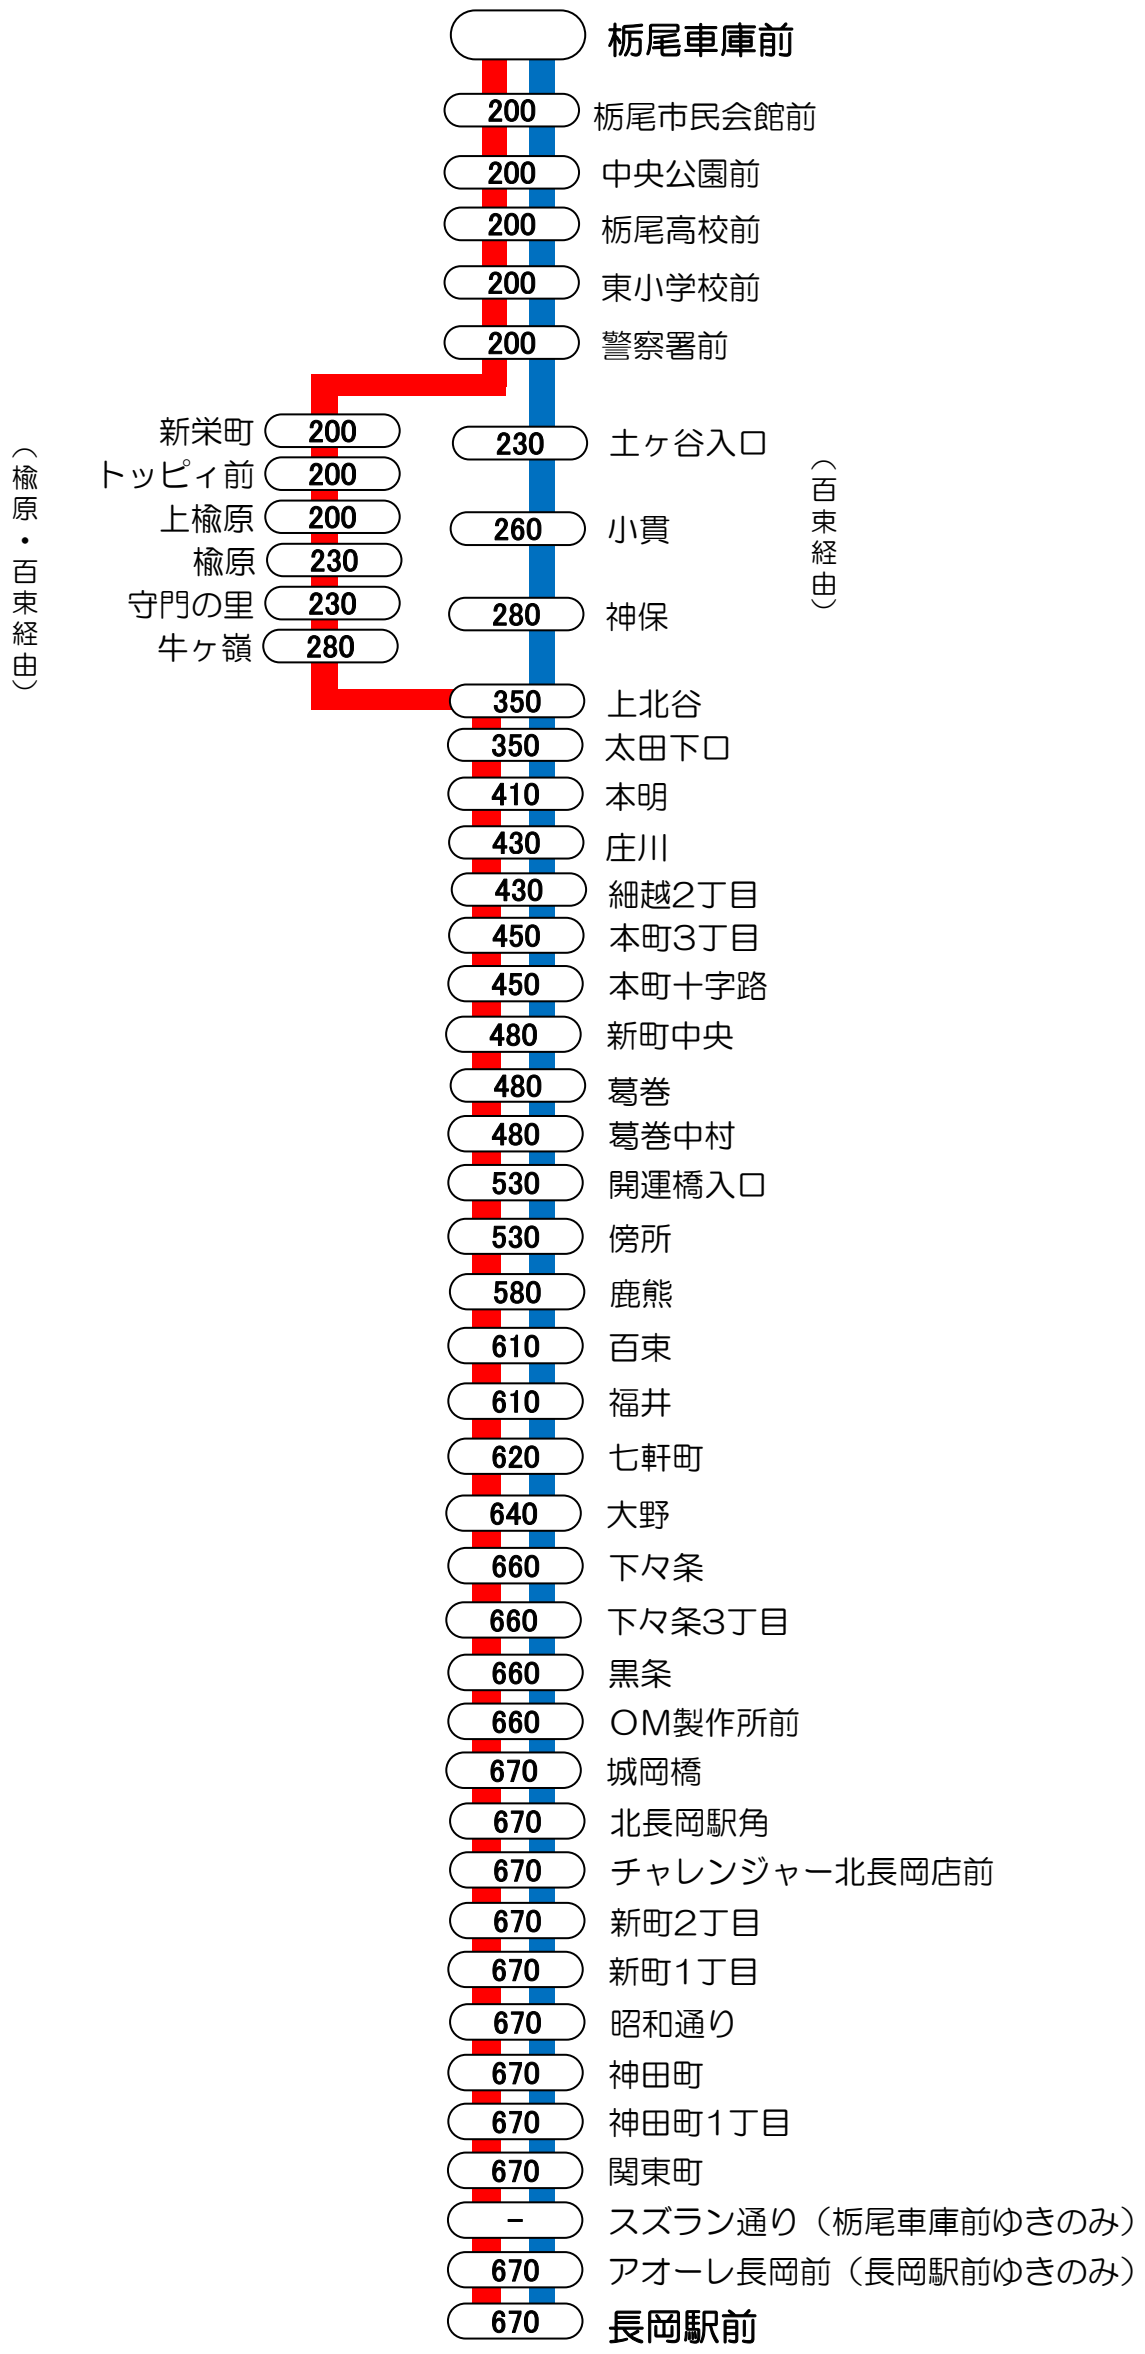 栃尾車庫前
200 栃尾市民会館前
200 中央公園前
200 栃尾高校前
200 東小学校前
200 警察署前
（楡原・百束経由）
新栄町 200
トッピィ前 200
上楡原 200
楡原 230
守門の里 230
牛ヶ嶺 280
230 土ヶ谷入口
260 小貫
280 神保
（百束経由）
350 上北谷
350 太田下口
410 本明
430 庄川
430 細越2丁目
450 本町3丁目
450 本町十字路
480 新町中央
480 葛巻
480 葛巻中村
530 開運橋入口
530 傍所
580 鹿熊
610 百束
610 福井
620 七軒町
640 大野
660 下々条
660 下々条3丁目
660 黒条
660 OM製作所前
670 城岡橋
670 北長岡駅角
670 チャレンジャー北長岡店前
670 新町2丁目
670 新町1丁目
670 昭和通り
670 神田町
670 神田町1丁目
670 関東町
－ スズラン通り（栃尾車庫前ゆきのみ）
670 アオーレ長岡前（長岡駅前ゆきのみ）
670 長岡駅前